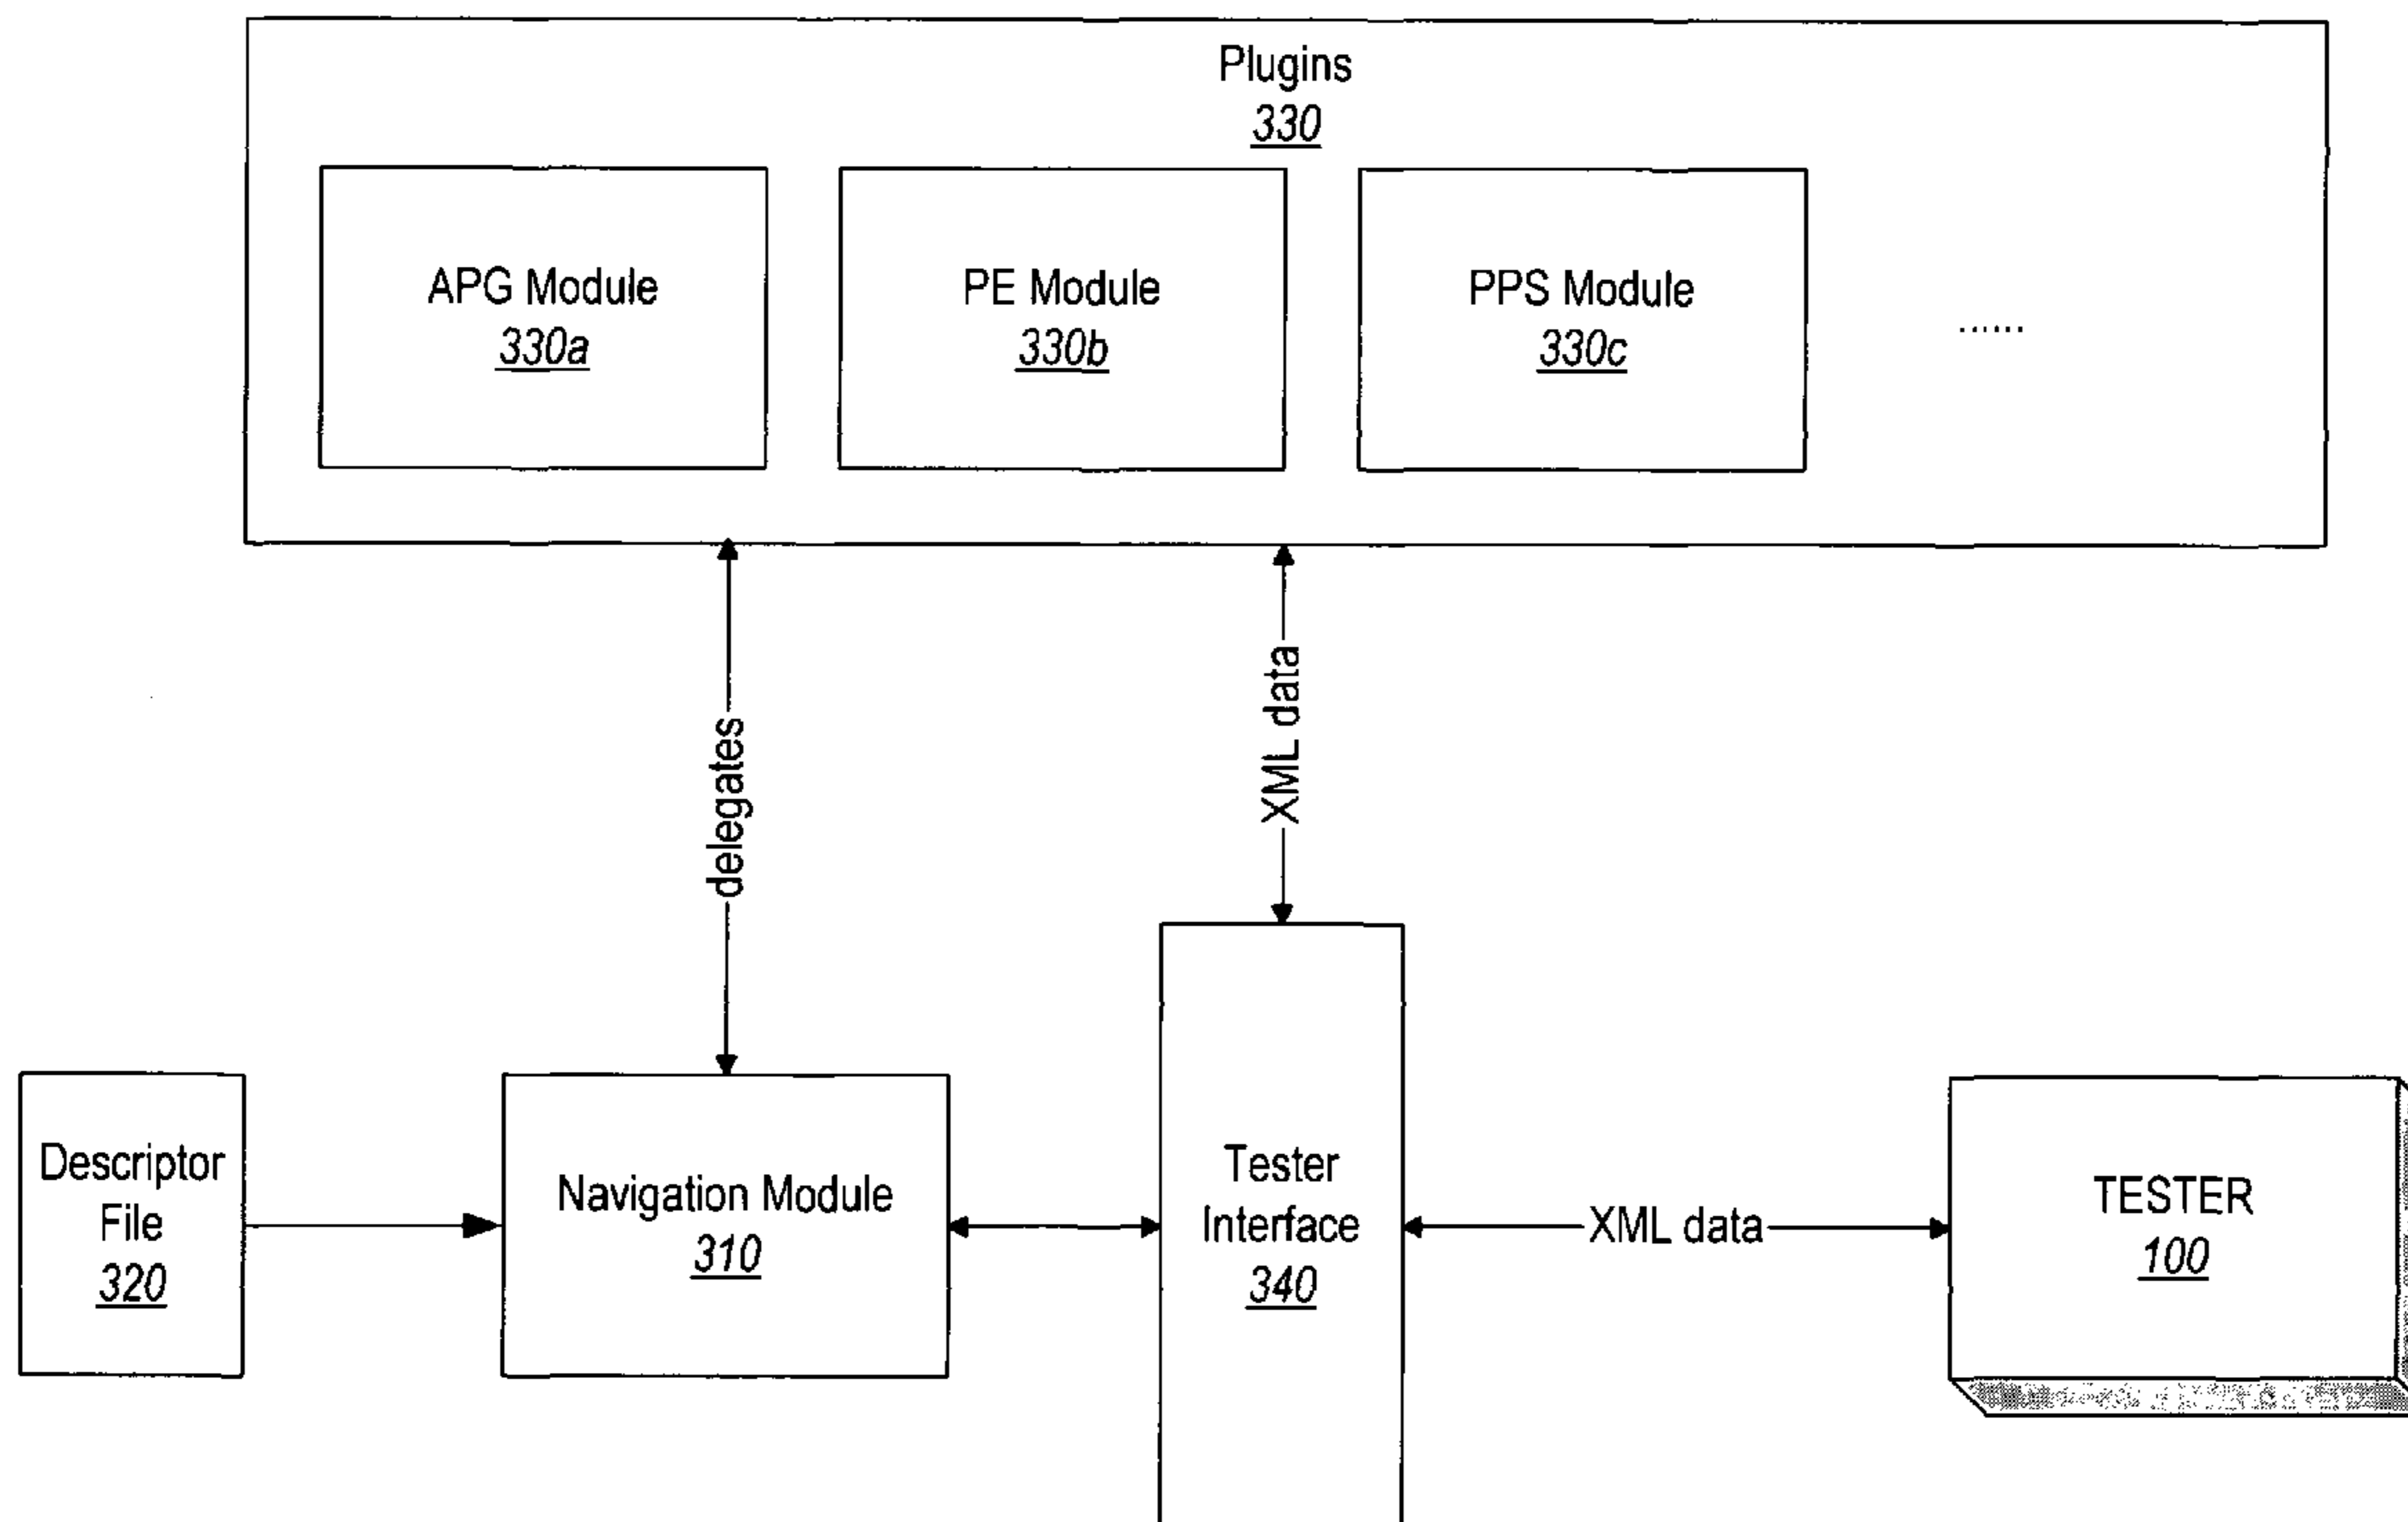 Plugins
330
APG Module
330a
PE Module
330b
PPS Module
330c
......
delegates
XML data
Descriptor
File
320
Navigation Module
310
Tester
Interface
340
XML data
TESTER
100